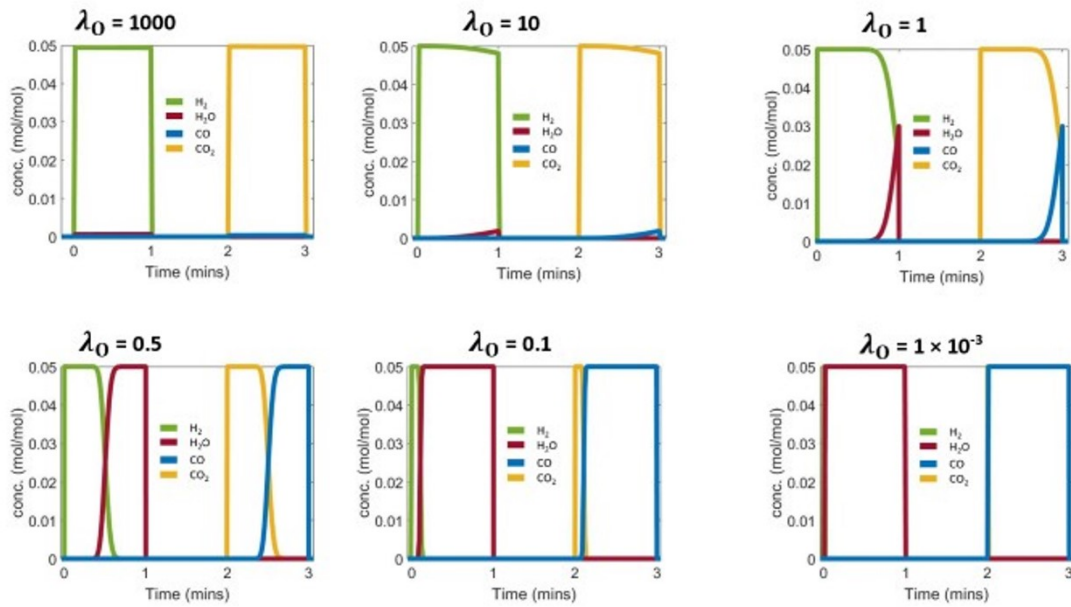 λO = 1000
0.05
0.04
0.03
0.02
0.01
0
conc. (mol/mol)
H2
H2O
CO
CO2
0 1 2 3
Time (mins)
λO = 10
0.05
0.04
0.03
0.02
0.01
0
conc. (mol/mol)
H2
H2O
CO
CO2
0 1 2 3
Time (mins)
λO = 1
0.05
0.04
0.03
0.02
0.01
0
conc. (mol/mol)
H2
H2O
CO
CO2
0 1 2 3
Time (mins)
λO = 0.5
0.05
0.04
0.03
0.02
0.01
0
conc. (mol/mol)
H2
H2O
CO
CO2
0 1 2 3
Time (mins)
λO = 0.1
0.05
0.04
0.03
0.02
0.01
0
conc. (mol/mol)
H2
H2O
CO
CO2
0 1 2 3
Time (mins)
λO = 1 × 10-3
0.05
0.04
0.03
0.02
0.01
0
conc. (mol/mol)
H2
H2O
CO
CO2
0 1 2 3
Time (mins)